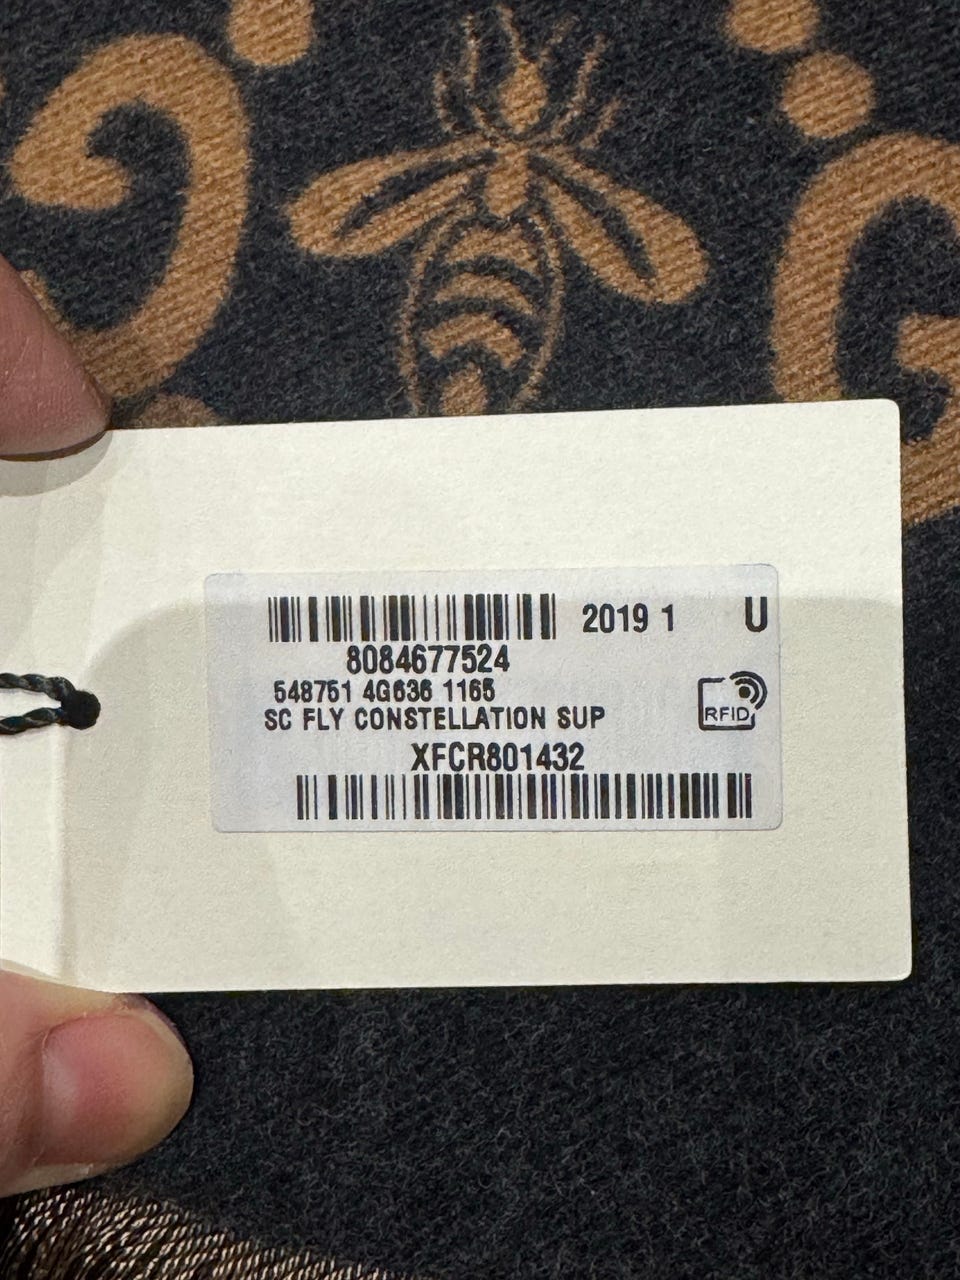 2019 1 U
8084677524
548751 4G636 1165
SC FLY CONSTELLATION SUP
RFID
XFCR801432